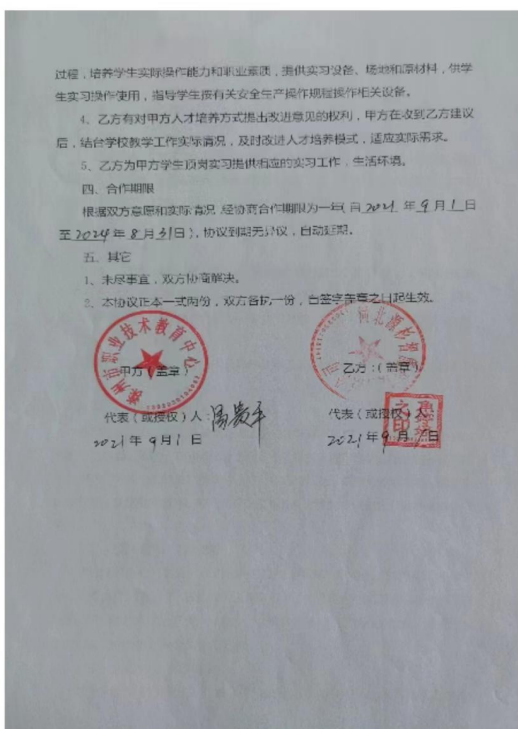 过程，培养学生实际操作能力和职业素质，提供实习设备、场地和原材料，供学
生实习操作使用，指导学生按有关安全生产操作规程操作相关设备。
4、乙方有对甲方人才培养方式提出改进意见的权利，甲方在收到乙方建议
后，结合学校教学工作实际情况，及时改进人才培养模式，适应实际需求。
5、乙方为甲方学生顶岗实习提供相应的实习工作，生活环境。
四、合作期限
根据双方意愿和实际情况，经协商合作期限为一年(自2021年9月1日
至2024年8月31日)，协议到期无异议，自动延期。
五、其它
1、未尽事宜，双方协商解决。
2、本协议正本一式两份，双方各执一份，自签字盖章之日起生效。
州市职业技术教育中心
河北
甲方：(盖章)
乙方：(盖章)
代表（或授权）人：
代表（或授权）人
之印
2021年9月1日
2021年9月1日